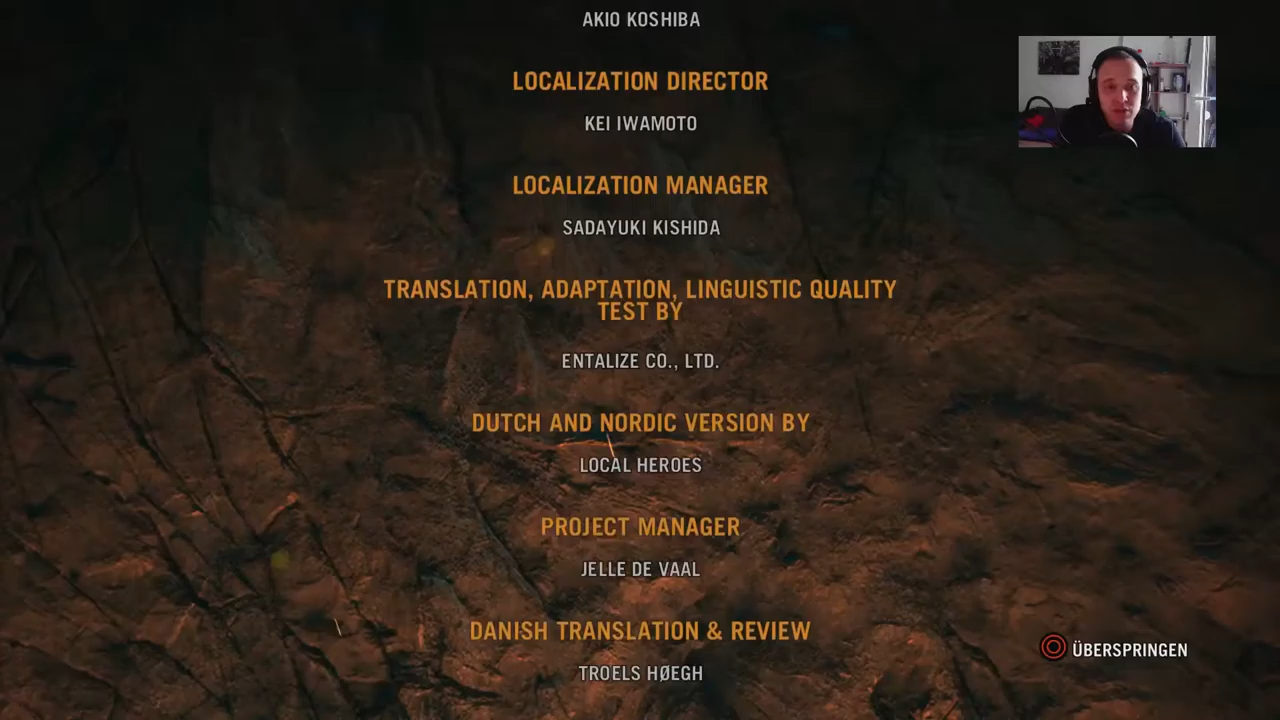 AKIO KOSHIBA
LOCALIZATION DIRECTOR
KEI IWAMOTO
LOCALIZATION MANAGER
SADAYUKI KISHIDA
TRANSLATION, ADAPTATION, LINGUISTIC QUALITY
TEST BY
ENTALIZE CO., LTD.
DUTCH AND NORDIC VERSION BY
LOCAL HEROES
PROJECT MANAGER
JELLE DE VAAL
DANISH TRANSLATION & REVIEW
ÜBERSPRINGEN
TROELS HØEGH